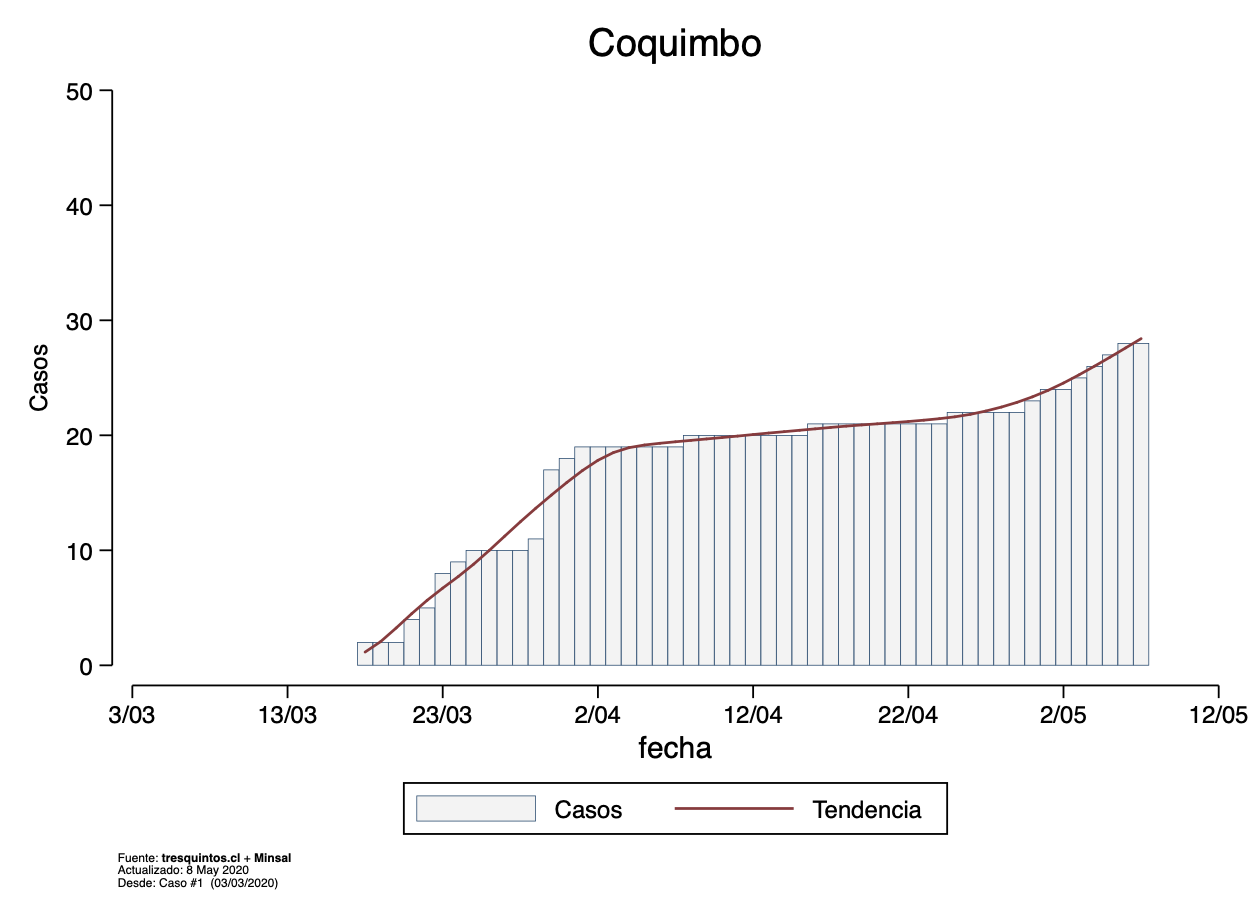 Coquimbo
50
40
30
20
10
0
Casos
3/03 13/03 23/03 2/04 12/04 22/04 2/05 12/05
fecha
Casos Tendencia
Fuente: tresquintos.cl + Minsal
Actualizado: 8 May 2020
Desde: Caso #1 (03/03/2020)